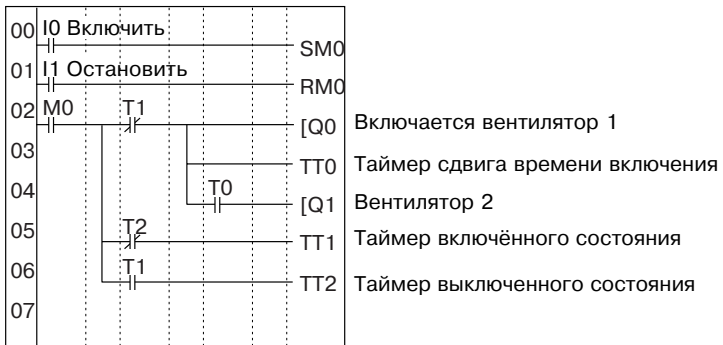 00 I0 Включить SM0
01 I1 Остановить RM0
02 M0 T1 [Q0 Включается вентилятор 1
03 TT0 Таймер сдвига времени включения
04 T0 [Q1 Вентилятор 2
05 T2 TT1 Таймер включённого состояния
06 T1 TT2 Таймер выключенного состояния
07